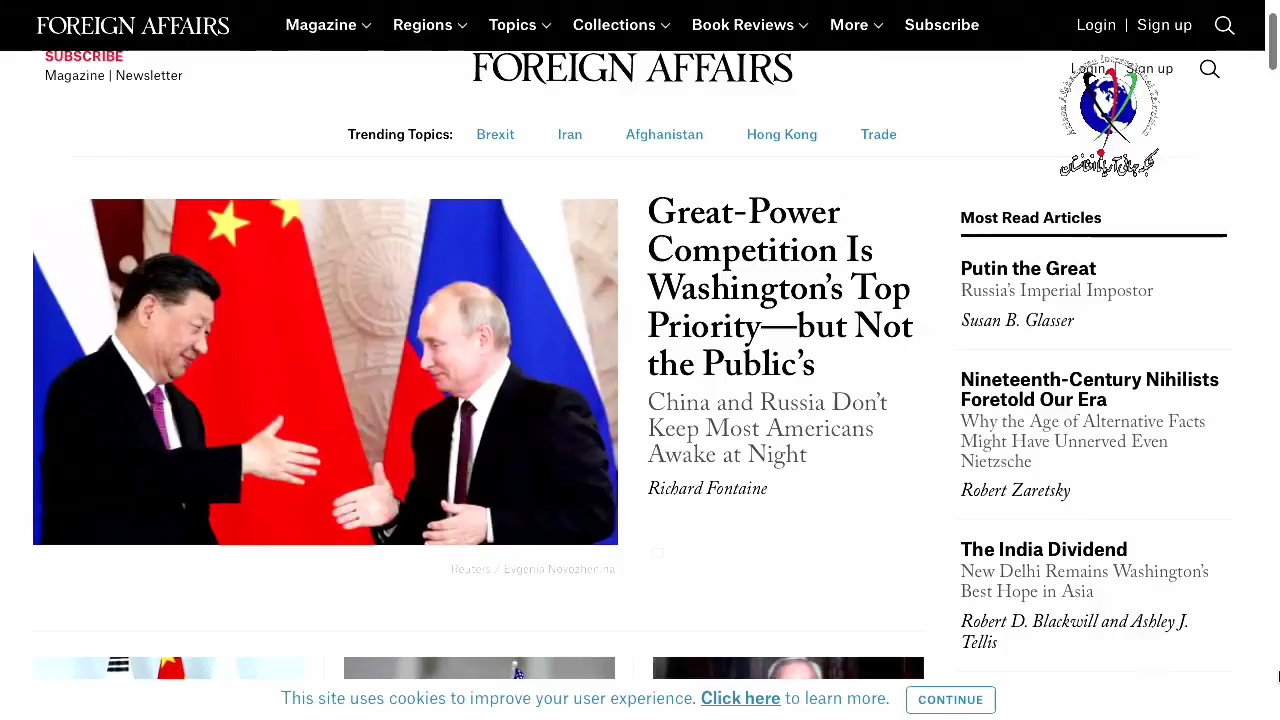 FOREIGN AFFAIRS
Magazine Regions Topics Collections Book Reviews More Subscribe
Login | Sign up
SUBSCRIBE
Magazine | Newsletter
FOREIGN AFFAIRS
Login | Sign up
Trending Topics: Brexit Iran Afghanistan Hong Kong Trade
Great-Power
Competition Is
Washington's Top
Priority—but Not
the Public's
China and Russia Don't
Keep Most Americans
Awake at Night
Richard Fontaine
Reuters / Evgenia Novozhenina
Most Read Articles
Putin the Great
Russia's Imperial Impostor
Susan B. Glasser
Nineteenth-Century Nihilists
Foretold Our Era
Why the Age of Alternative Facts
Might Have Unnerved Even
Nietzsche
Robert Zaretsky
The India Dividend
New Delhi Remains Washington's
Best Hope in Asia
Robert D. Blackwill and Ashley J.
Tellis
This site uses cookies to improve your user experience. Click here to learn more.
CONTINUE